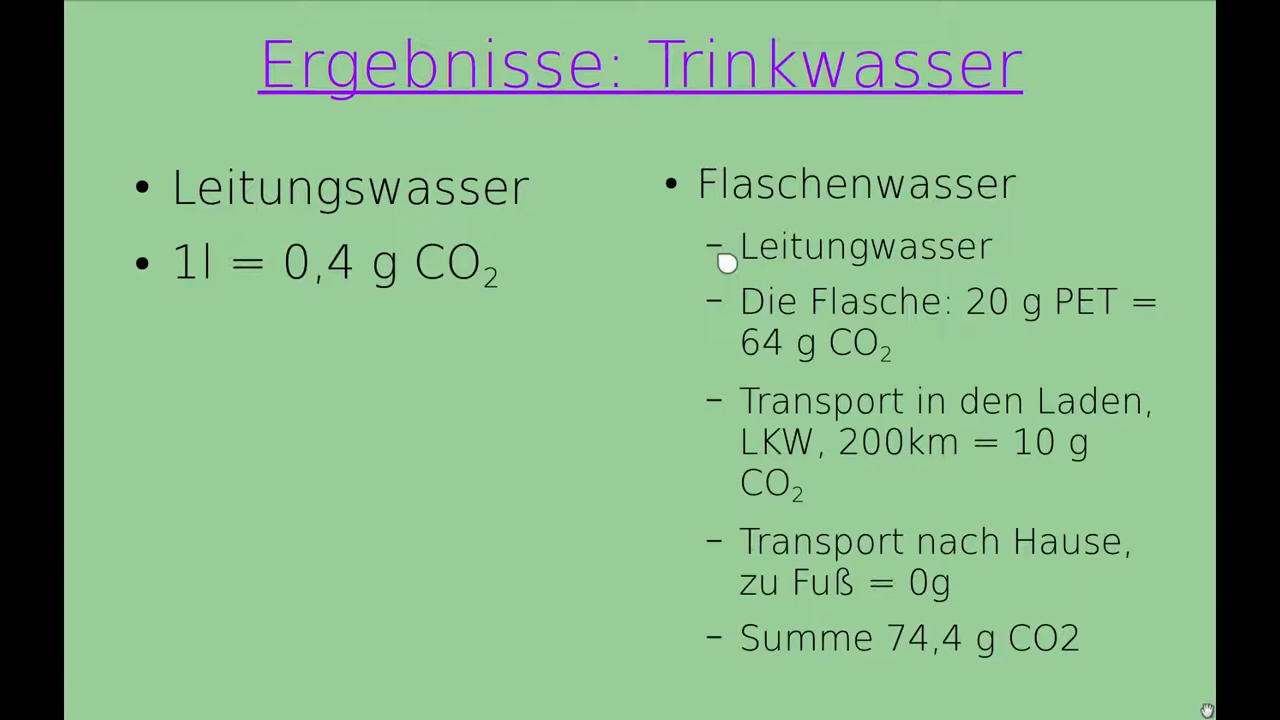 Ergebnisse: Trinkwasser
• Leitungswasser
• 1l = 0,4 g CO₂
• Flaschenwasser
– Leitungwasser
– Die Flasche: 20 g PET =
64 g CO₂
– Transport in den Laden,
LKW, 200km = 10 g
CO₂
– Transport nach Hause,
zu Fuß = 0g
– Summe 74,4 g CO2